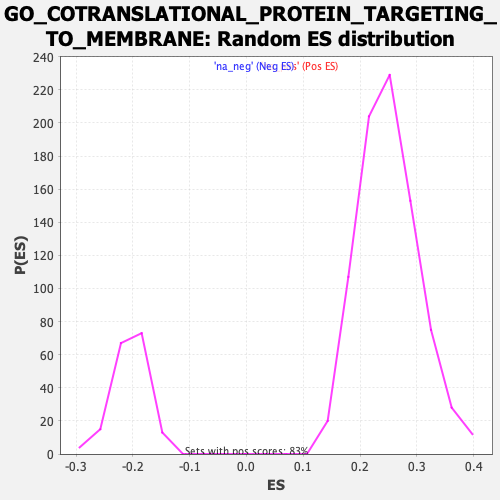 GO_COTRANSLATIONAL_PROTEIN_TARGETING_
TO_MEMBRANE: Random ES distribution
'na_neg' (Neg ES) s' (Pos ES)
240
220
200
180
160
140
120
100
80
60
40
20
0
P(ES)
Sets with pos scores: 83%
-0.3 -0.2 -0.1 0.0 0.1 0.2 0.3 0.4
ES